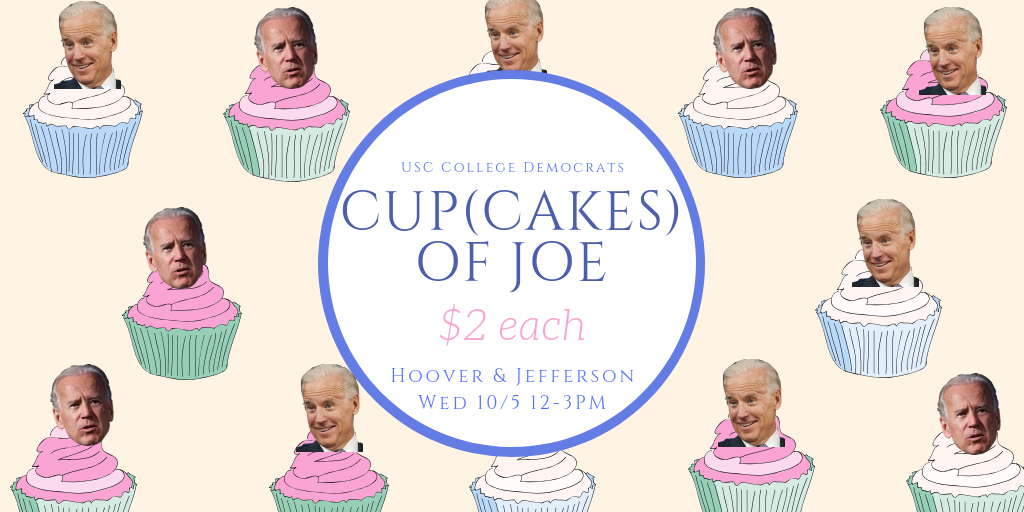 USC College Democrats
CUP(CAKES)
OF JOE
$2 each
Hoover & Jefferson
Wed 10/5 12-3PM